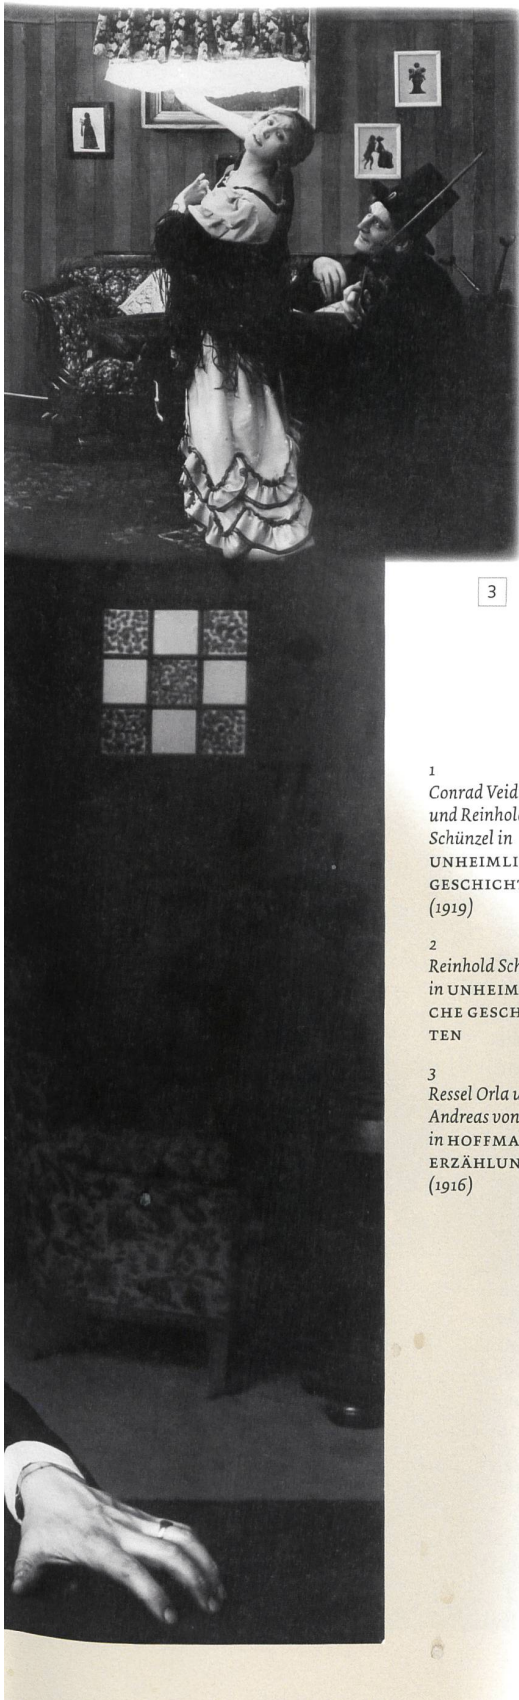 3
1
Conrad Veid
und Reinhol
Schünzel in
UNHEIMLI
GESCHICHT
(1919)
2
Reinhold Sch
in UNHEIM
CHE GESCH
TEN
3
Ressel Orla u
Andreas von
in HOFFMA
ERZÄHLUN
(1916)